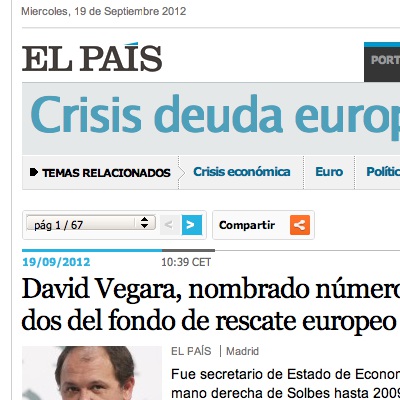 Miercoles, 19 de Septiembre 2012
EL PAÍS
PORT
Crisis deuda europ
TEMAS RELACIONADOS
Crisis económica
Euro
Polític
pág 1 / 67
<
>
Compartir
19/09/2012
10:39 CET
David Vegara, nombrado número
dos del fondo de rescate europeo
EL PAÍS | Madrid
Fue secretario de Estado de Econom
mano derecha de Solbes hasta 2009